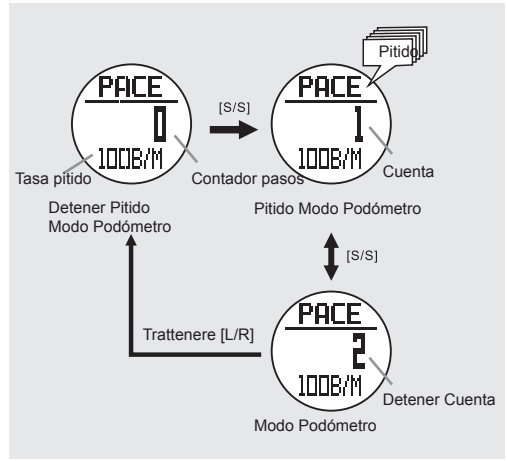 Pitido
PACE
0
100B/M
[S/S]
PACE
1
100B/M
Tasa pitido
Contador pasos
Cuenta
Detener Pitido
Modo Podómetro
Pitido Modo Podómetro
[S/S]
Trattenere [L/R]
PACE
2
100B/M
Detener Cuenta
Modo Podómetro